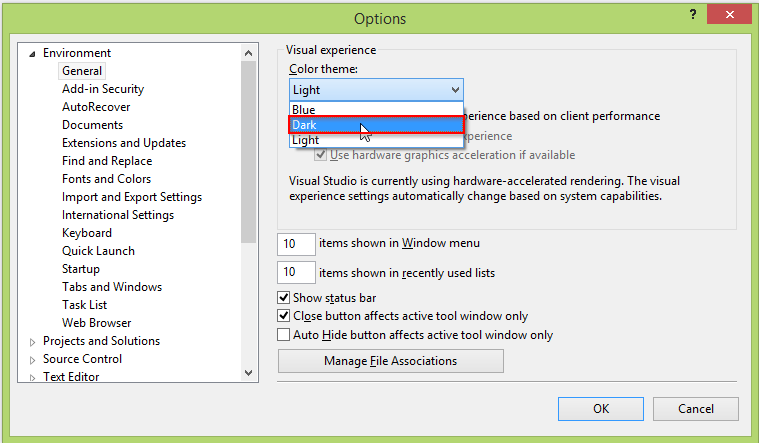 Options
?
Environment
General
Add-in Security
AutoRecover
Documents
Extensions and Updates
Find and Replace
Fonts and Colors
Import and Export Settings
International Settings
Keyboard
Quick Launch
Startup
Tabs and Windows
Task List
Web Browser
Projects and Solutions
Source Control
Text Editor
Visual experience
Color theme:
Light
Blue
Dark
Light
based on client performance
Use hardware graphics acceleration if available
Visual Studio is currently using hardware-accelerated rendering. The visual
experience settings automatically change based on system capabilities.
10 items shown in Window menu
10 items shown in recently used lists
Show status bar
Close button affects active tool window only
Auto Hide button affects active tool window only
Manage File Associations
OK
Cancel